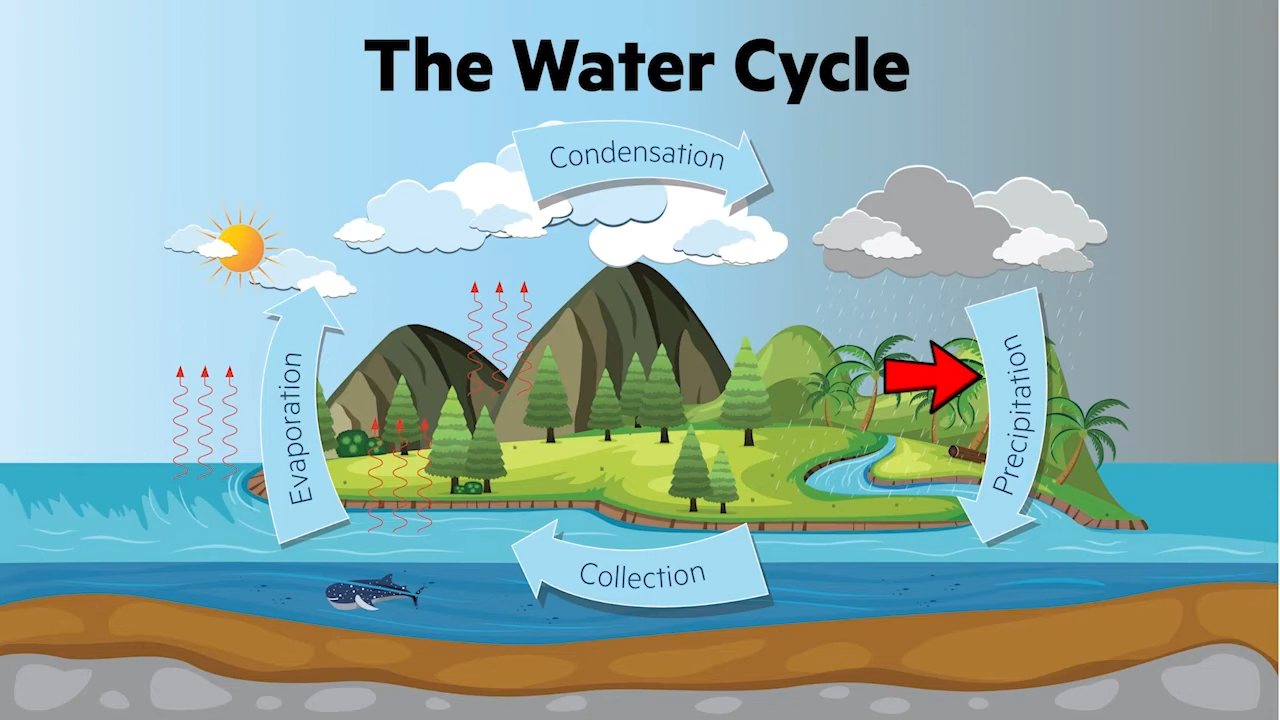 The Water Cycle
Condensation
Evaporation
Precipitation
Collection